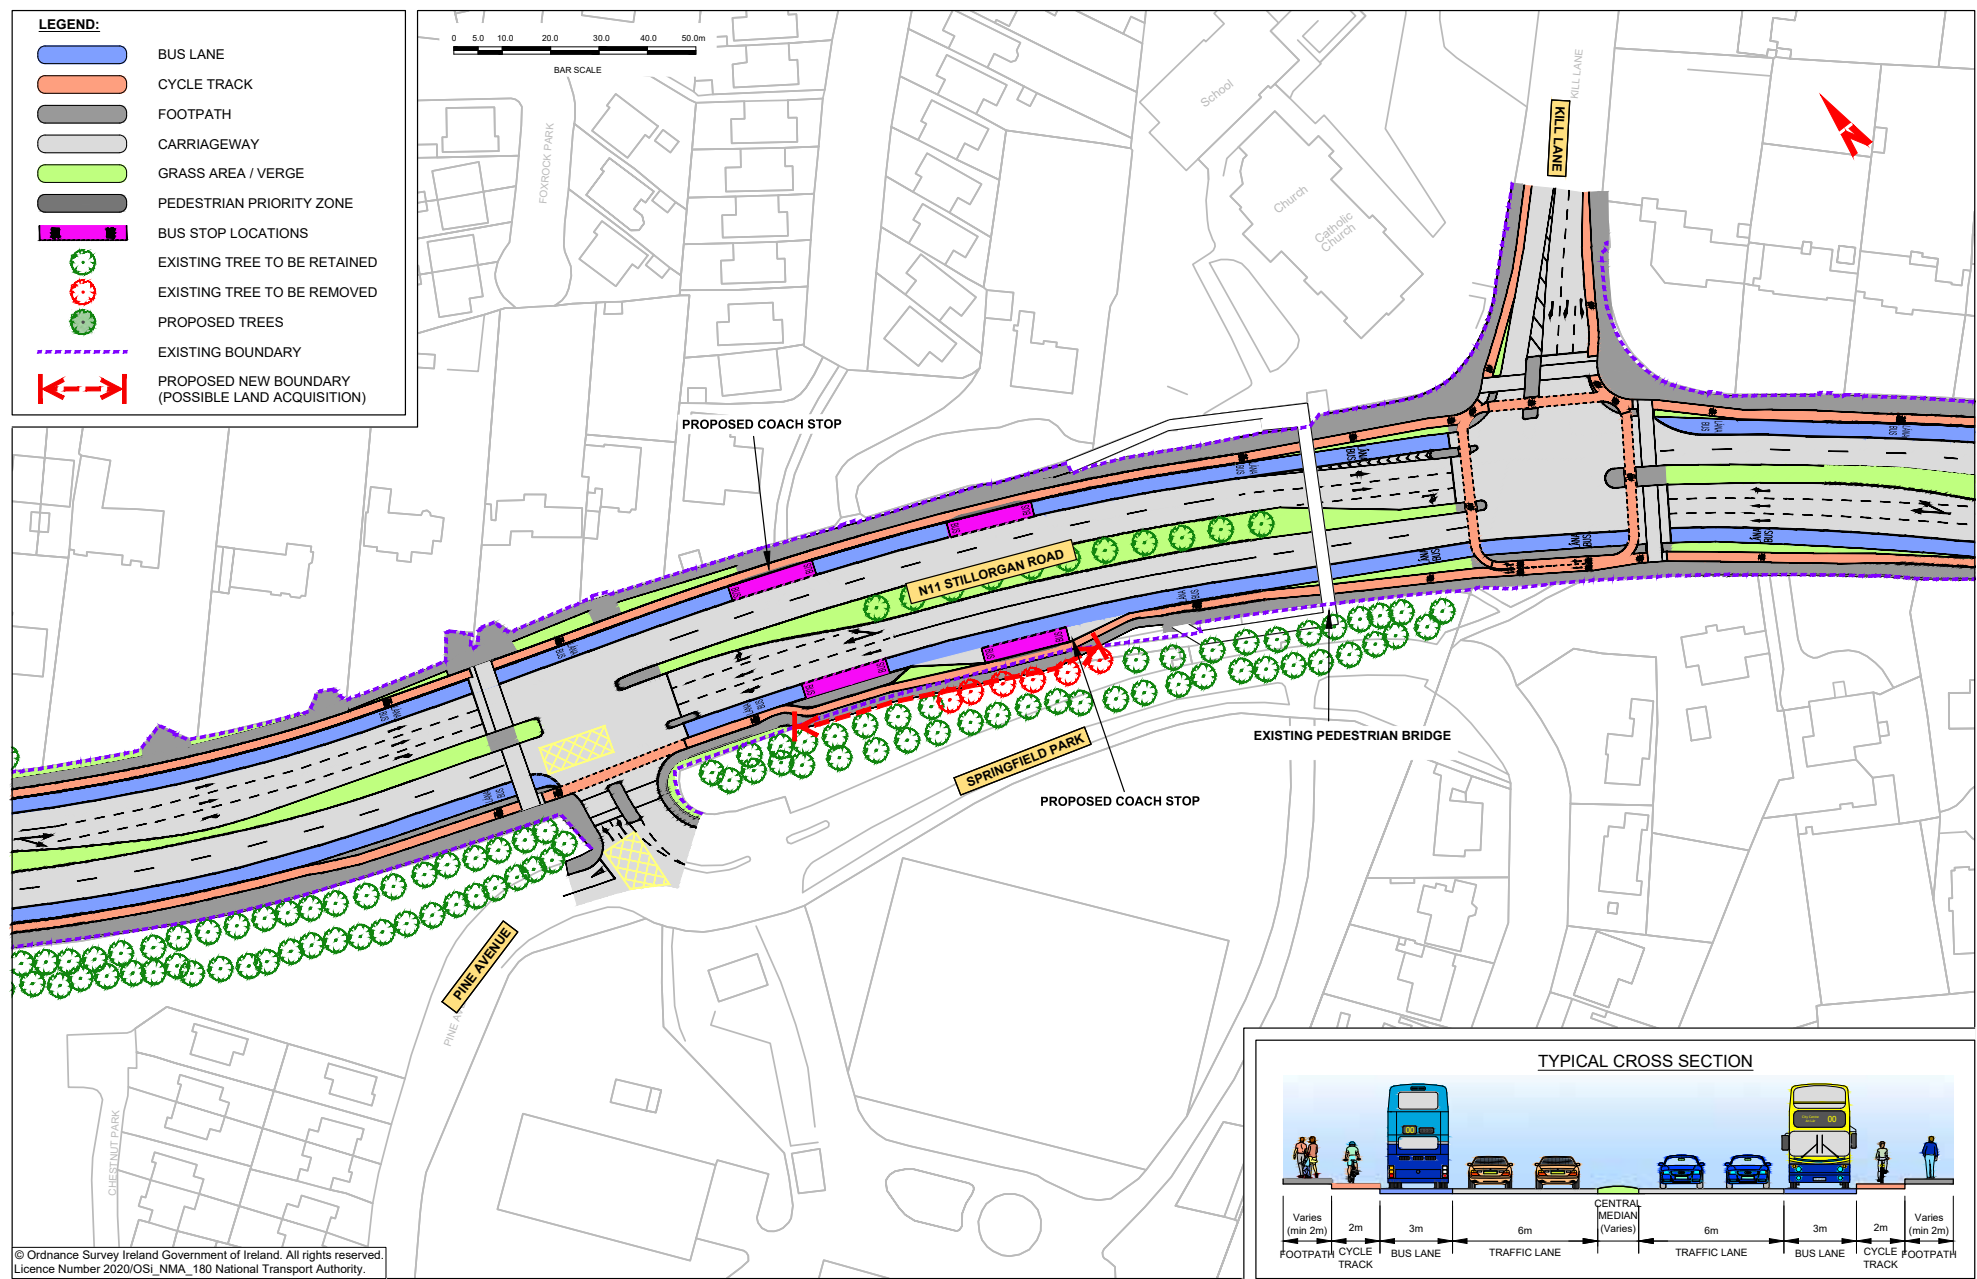 LEGEND:
BUS LANE
CYCLE TRACK
FOOTPATH
CARRIAGEWAY
GRASS AREA / VERGE
PEDESTRIAN PRIORITY ZONE
BUS STOP LOCATIONS
EXISTING TREE TO BE RETAINED
EXISTING TREE TO BE REMOVED
PROPOSED TREES
EXISTING BOUNDARY
PROPOSED NEW BOUNDARY
(POSSIBLE LAND ACQUISITION)
0 5.0 10.0 20.0 30.0 40.0 50.0m
BAR SCALE
FOXROCK PARK
School
Church
Catholic
Church
KILL LANE
KILL LANE
N
PROPOSED COACH STOP
N11 STILLORGAN ROAD
EXISTING PEDESTRIAN BRIDGE
SPRINGFIELD PARK
PROPOSED COACH STOP
PINE AVENUE
PINE A
CHESTNUT PARK
TYPICAL CROSS SECTION
00
00
Varies
(min 2m)
FOOTPATH
2m
CYCLE
TRACK
3m
BUS LANE
6m
TRAFFIC LANE
CENTRAL
MEDIAN
(Varies)
6m
TRAFFIC LANE
3m
BUS LANE
2m
CYCLE
TRACK
Varies
(min 2m)
FOOTPATH
© Ordnance Survey Ireland Government of Ireland. All rights reserved.
Licence Number 2020/OSi_NMA_180 National Transport Authority.